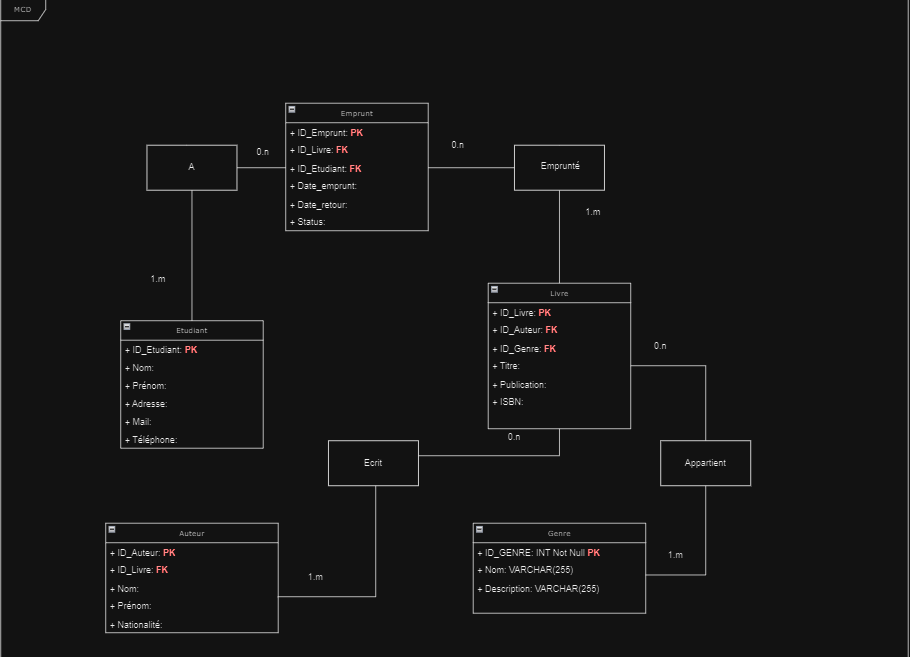 MCD
Emprunt
+ ID_Emprunt: PK
+ ID_Livre: FK
+ ID_Etudiant: FK
+ Date_emprunt:
+ Date_retour:
+ Status:
A
0.n
0.n
Emprunté
1.m
1.m
Etudiant
+ ID_Etudiant: PK
+ Nom:
+ Prénom:
+ Adresse:
+ Mail:
+ Téléphone:
Livre
+ ID_Livre: PK
+ ID_Auteur: FK
+ ID_Genre: FK
+ Titre:
+ Publication:
+ ISBN:
0.n
0.n
Ecrit
Appartient
Auteur
+ ID_Auteur: PK
+ ID_Livre: FK
+ Nom:
+ Prénom:
+ Nationalité:
1.m
Genre
+ ID_GENRE: INT Not Null PK
+ Nom: VARCHAR(255)
+ Description: VARCHAR(255)
1.m